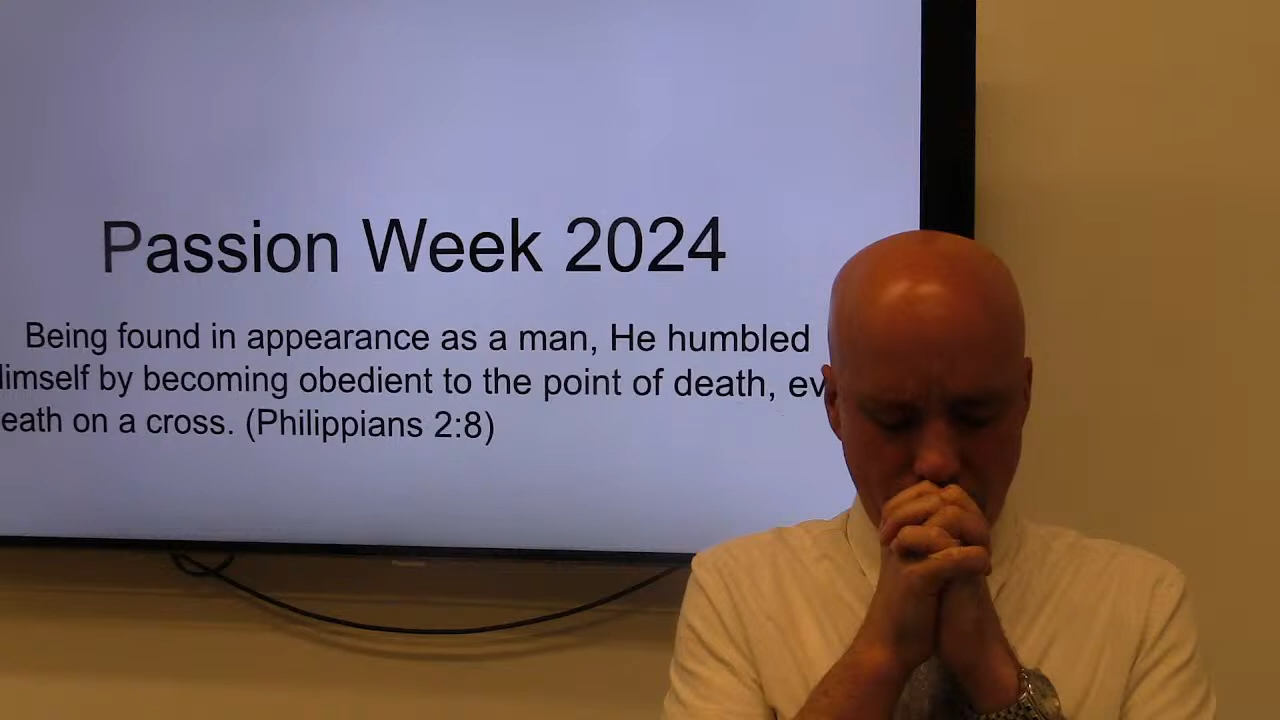 Passion Week 2024
Being found in appearance as a man, He humbled
imself by becoming obedient to the point of death, ev
eath on a cross. (Philippians 2:8)